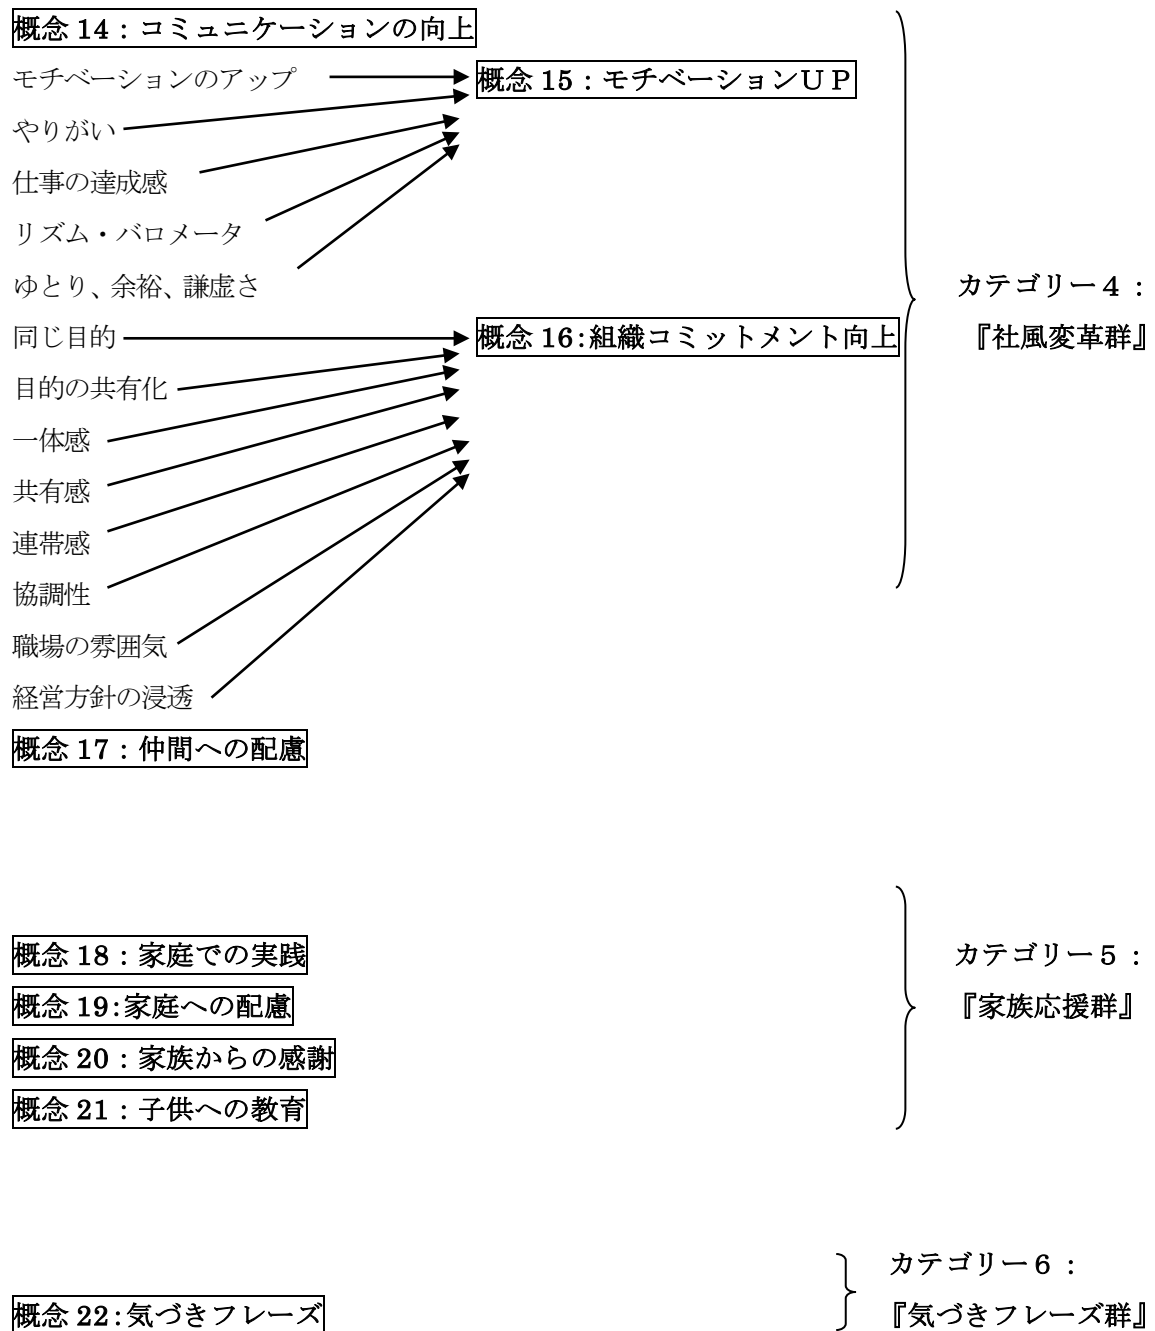 概念 14：コミュニケーションの向上
モチベーションのアップ
概念 15：モチベーションＵＰ
やりがい
仕事の達成感
リズム・バロメータ
ゆとり、余裕、謙虚さ
カテゴリー４：
同じ目的
概念 16:組織コミットメント向上
『社風変革群』
目的の共有化
一体感
共有感
連帯感
協調性
職場の雰囲気
経営方針の浸透
概念 17：仲間への配慮
概念 18：家庭での実践
カテゴリー５：
概念 19:家庭への配慮
『家族応援群』
概念 20：家族からの感謝
概念 21：子供への教育
カテゴリー６：
概念 22:気づきフレーズ
『気づきフレーズ群』